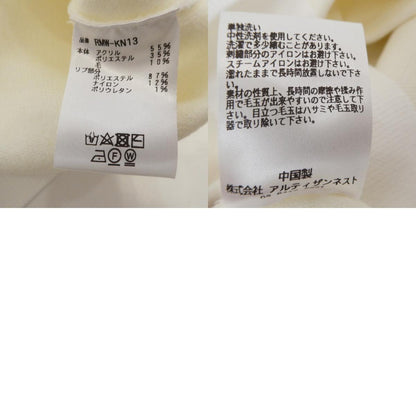 品番 RMW-KN13
本体 アクリル 55%
ポリエステル 35%
毛 10%
リブ部分
ポリエステル 87%
ナイロン 12%
ポリウレタン 1%
単独洗い
中性洗剤を使用してください。
洗濯で多少縮むことがあります。
刺繍部分のアイロンはお避け下さい。
スチームアイロンはお避け下さい。
濡れたままで長時間放置しないで下さい。
素材の性質上、長時間の摩擦や揉み作用で毛玉が出来やすいので注意して下さい。目立つ毛玉はハサミや毛玉取り器で取り除いて下さい。
中国製
株式会社 アルティザンネスト